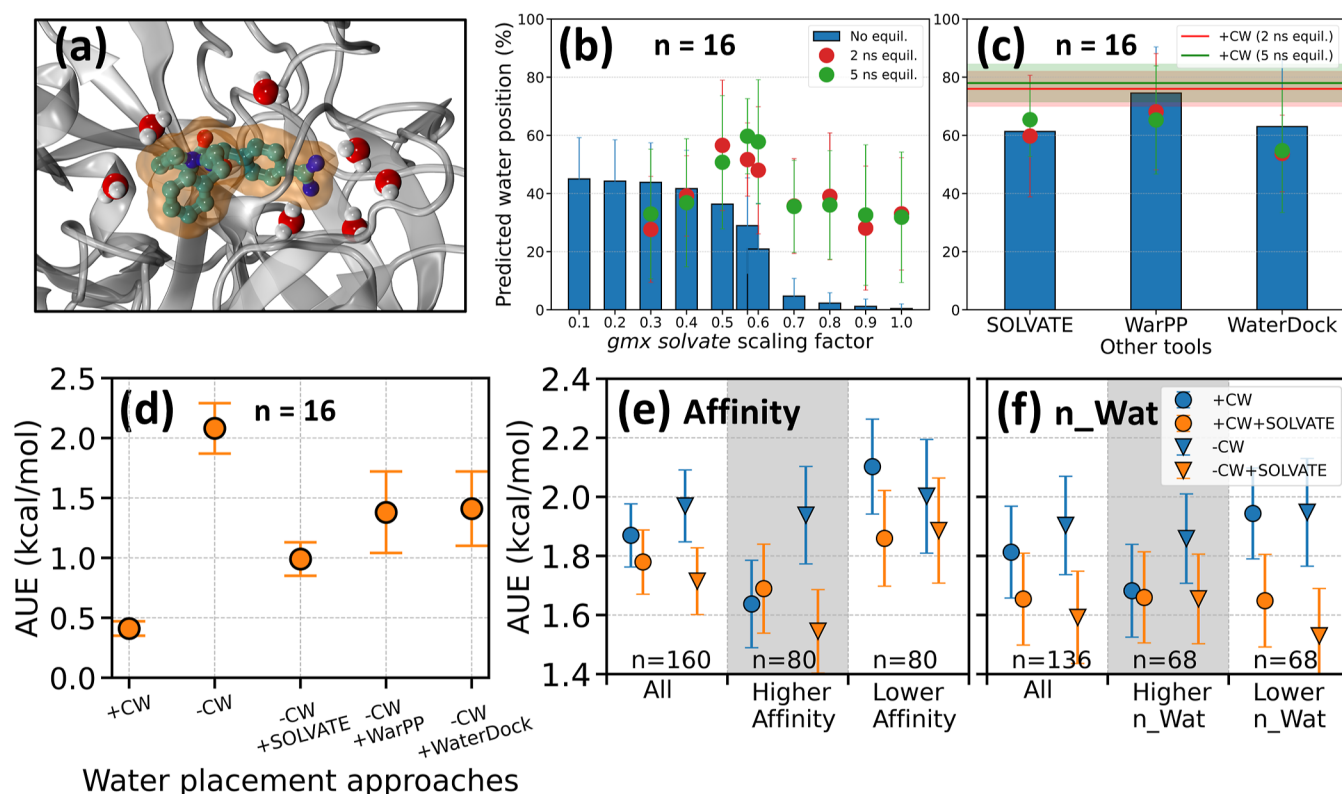 (a)
(b)
n = 16
No equil.
2 ns equil.
5 ns equil.
Predicted water position (%)
100
80
60
40
20
0
0.1 0.2 0.3 0.4 0.5 0.6 0.7 0.8 0.9 1.0
gmx solvate scaling factor
(c)
n = 16
+CW (2 ns equil.)
+CW (5 ns equil.)
100
80
60
40
20
0
SOLVATE WarPP WaterDock
Other tools
(d)
n = 16
AUE (kcal/mol)
2.5
2.0
1.5
1.0
0.5
0.0
+CW
-CW
-CW
+SOLVATE
-CW
+WarPP
-CW
+WaterDock
Water placement approaches
(e) Affinity
AUE (kcal/mol)
2.4
2.2
2.0
1.8
1.6
1.4
n=160 n=80 n=80
All
Higher
Affinity
Lower
Affinity
(f) n_Wat
+CW
+CW+SOLVATE
-CW
-CW+SOLVATE
n=136 n=68 n=68
All
Higher
n_Wat
Lower
n_Wat